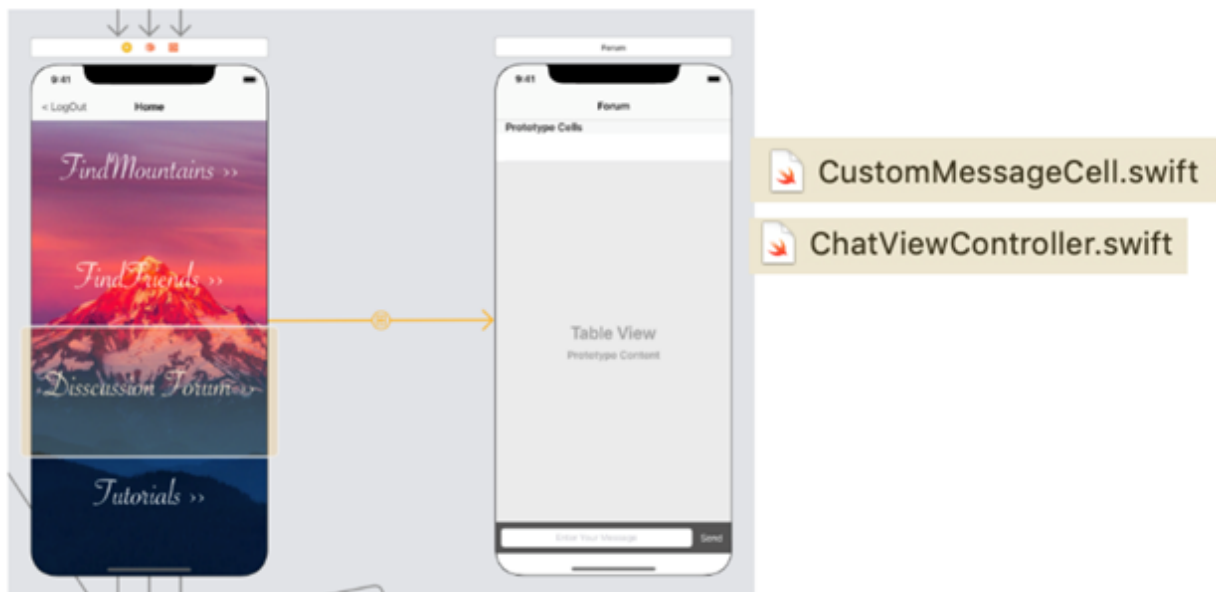 Forum
9:41
< LogOut Home
FindMountains >>
FindFriends >>
Disscussion Forum >>
Tutorials >>
9:41
Forum
Prototype Cells
Table View
Prototype Content
Enter Your Message Send
CustomMessageCell.swift
ChatViewController.swift